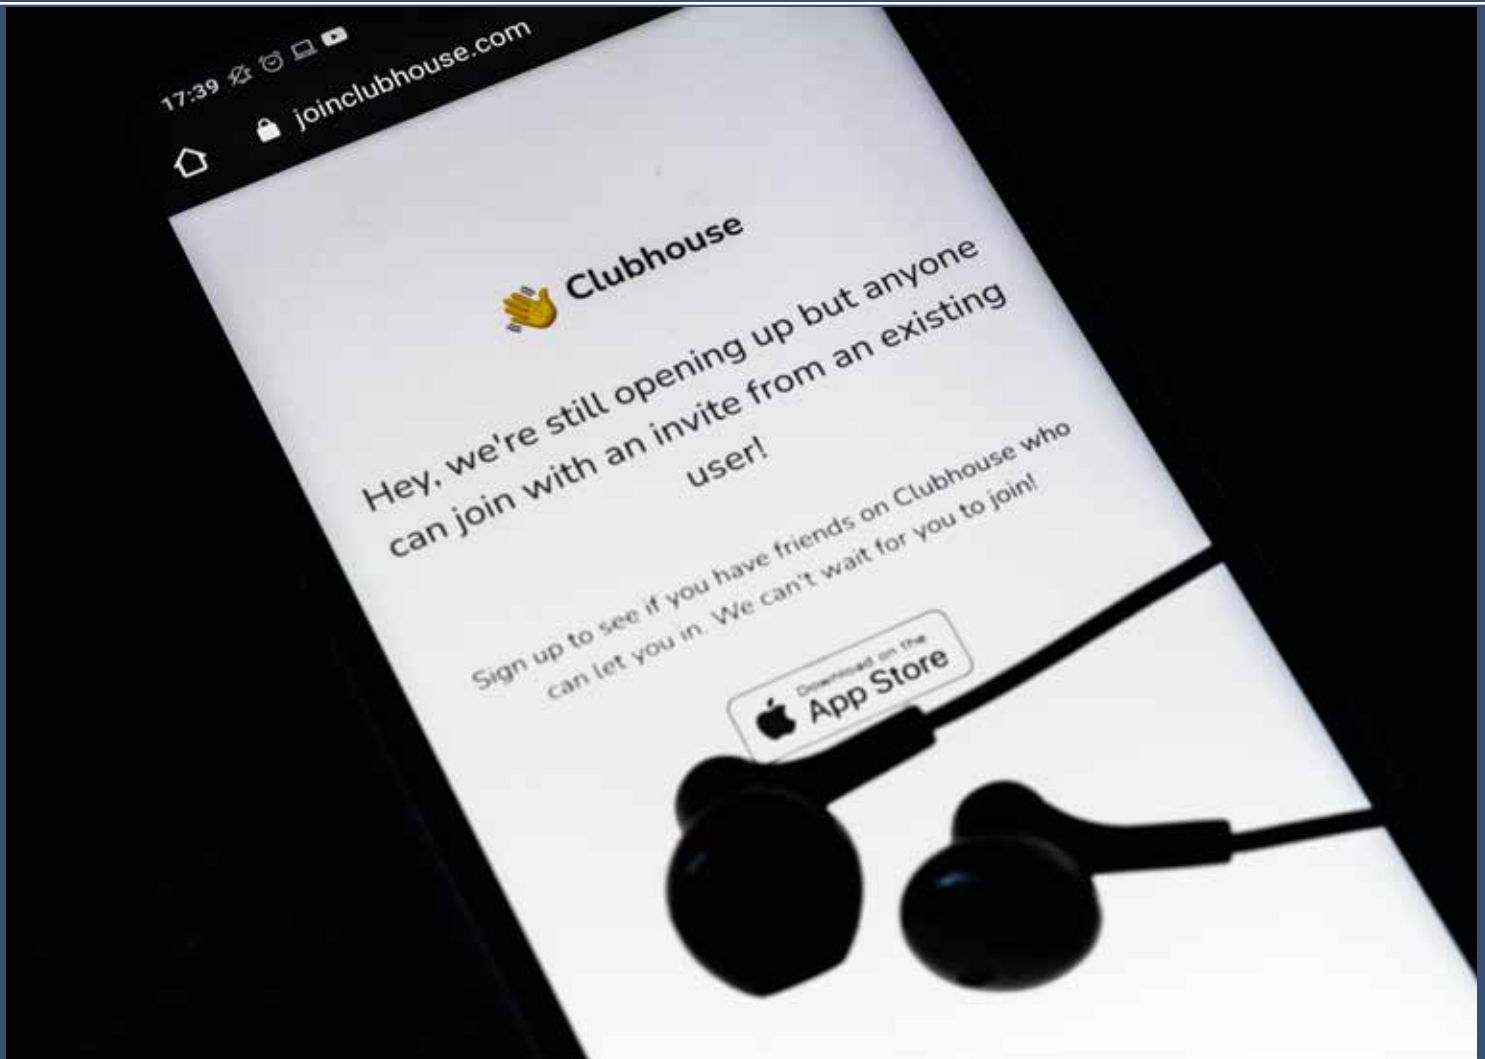 17:39
joinclubhouse.com
👋 Clubhouse
Hey, we're still opening up but anyone
can join with an invite from an existing
user!
Sign up to see if you have friends on Clubhouse who
can let you in. We can't wait for you to join!
Download on the
App Store